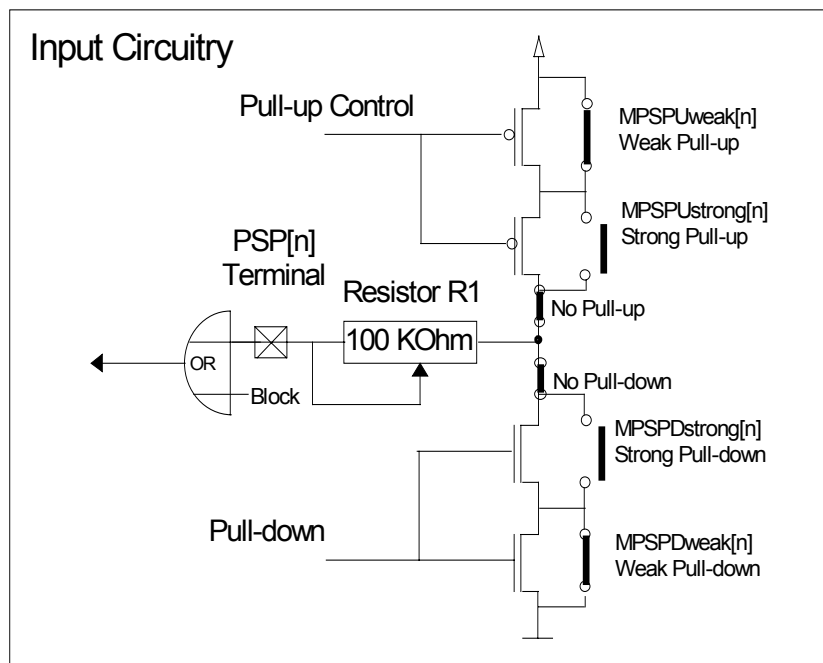 Input Circuitry
Pull-up Control
MPSPUweak[n]
Weak Pull-up
MPSPUstrong[n]
Strong Pull-up
PSP[n]
Terminal
Resistor R1
No Pull-up
100 KOhm
OR
Block
No Pull-down
MPSPDstrong[n]
Strong Pull-down
Pull-down
MPSPDweak[n]
Weak Pull-down